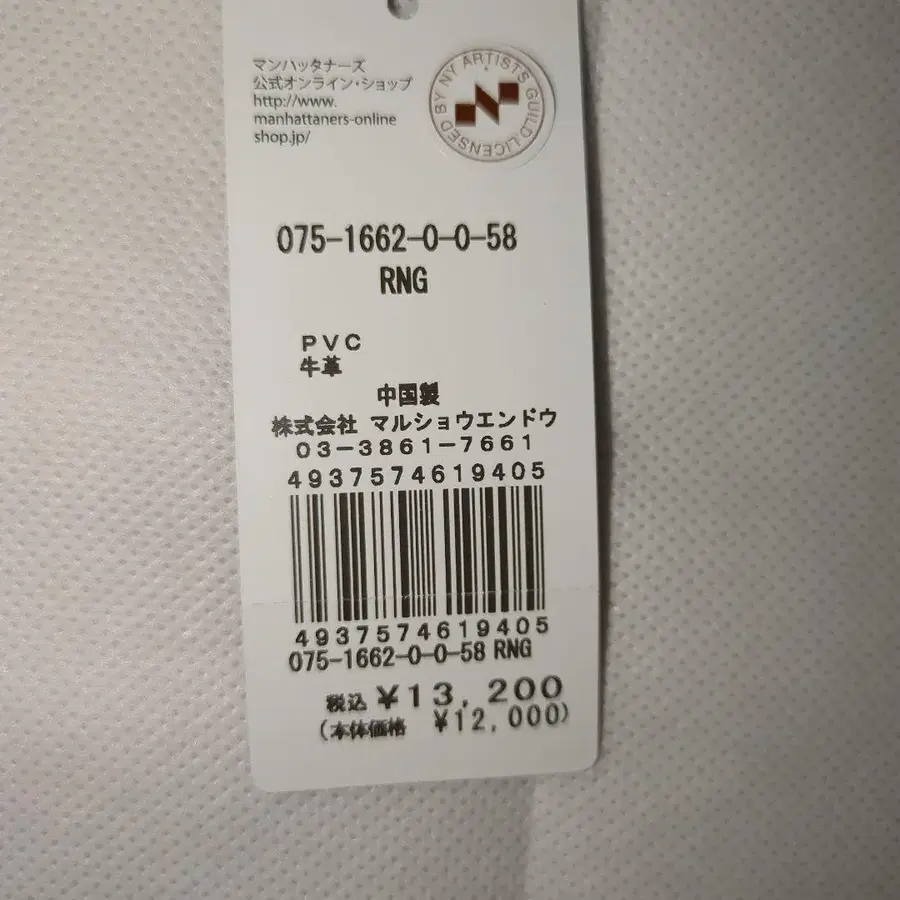 マンハッタナーズ
公式オンライン・ショップ
http://www.
manhattaners-online
shop.jp/
LICENSED BY NY ARTISTS GUILD
N
075-1662-0-0-58
RNG
PVC
牛革
中国製
株式会社 マルショウエンドウ
03-3861-7661
4937574619405
4937574619405
075-1662-0-0-58 RNG
税込 ¥13,200
(本体価格 ¥12,000)